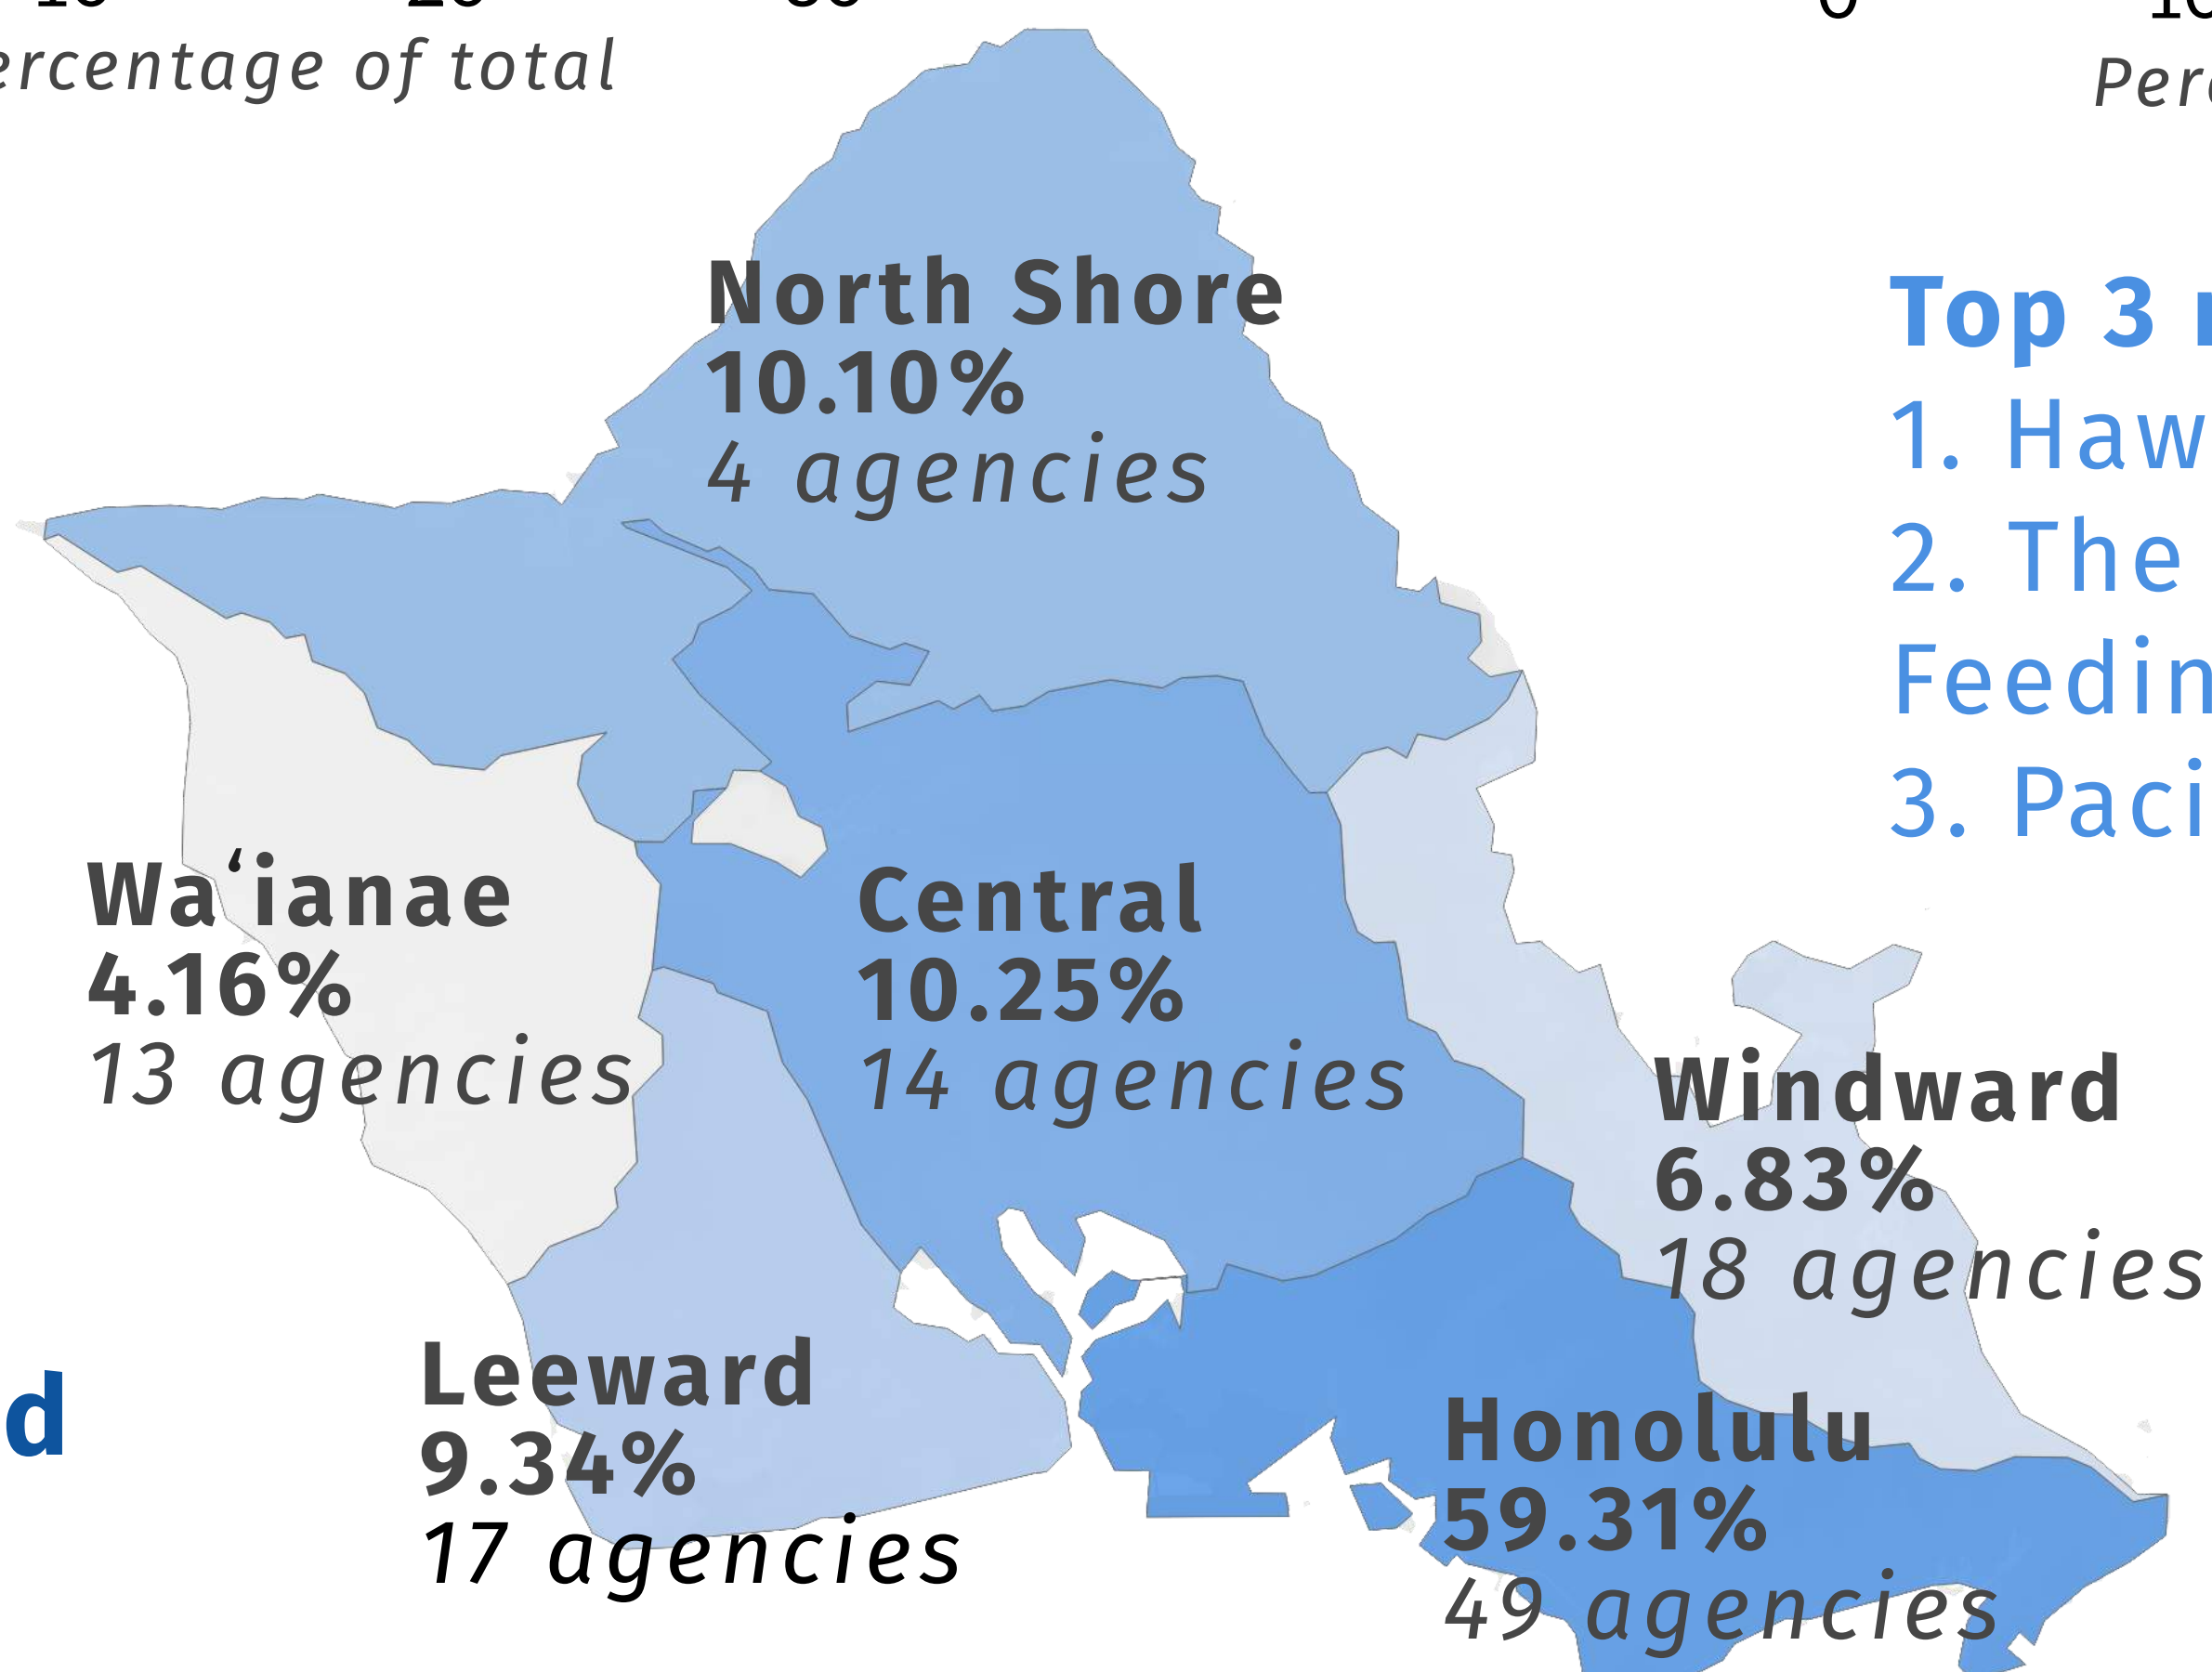 ercentage of total
North Shore
10.10%
4 agencies
Top 3
1. Haw
2. The
Feedin
3. Paci
Waʻianae
4.16%
13 agencies
Central
10.25%
14 agencies
Windward
6.83%
18 agencies
Leeward
9.34%
17 agencies
d
Honolulu
59.31%
49 agencies